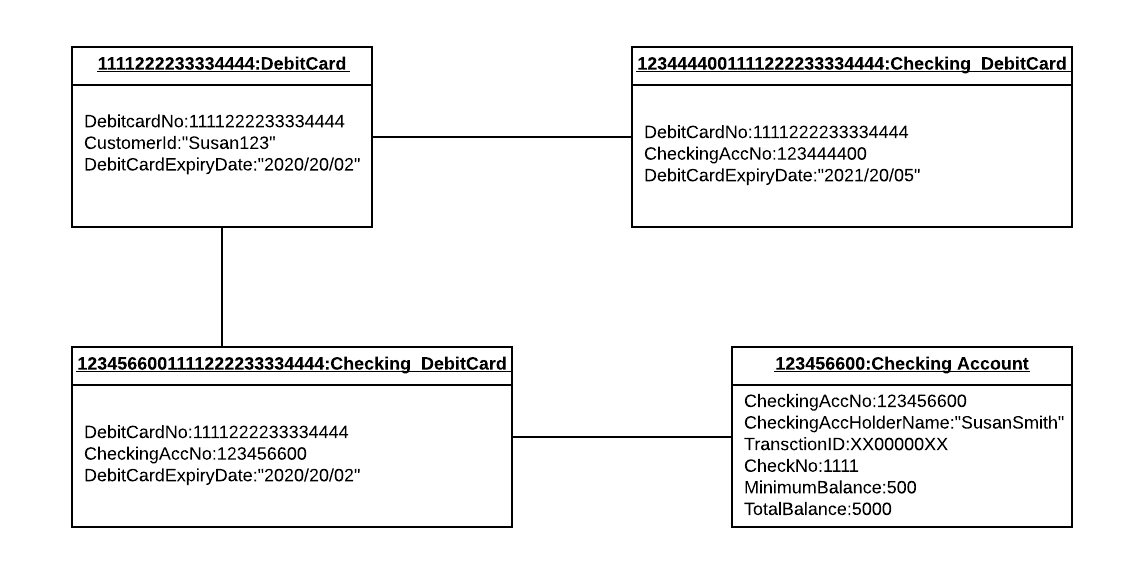 1111222233334444:DebitCard
DebitcardNo:1111222233334444
CustomerId:"Susan123"
DebitCardExpiryDate:"2020/20/02"
1234444001111222233334444:Checking_DebitCard
DebitCardNo:1111222233334444
CheckingAccNo:123444400
DebitCardExpiryDate:"2021/20/05"
1234566001111222233334444:Checking_DebitCard
DebitCardNo:1111222233334444
CheckingAccNo:123456600
DebitCardExpiryDate:"2020/20/02"
123456600:Checking Account
CheckingAccNo:123456600
CheckingAccHolderName:"SusanSmith"
TransctionID:XX00000XX
CheckNo:1111
MinimumBalance:500
TotalBalance:5000